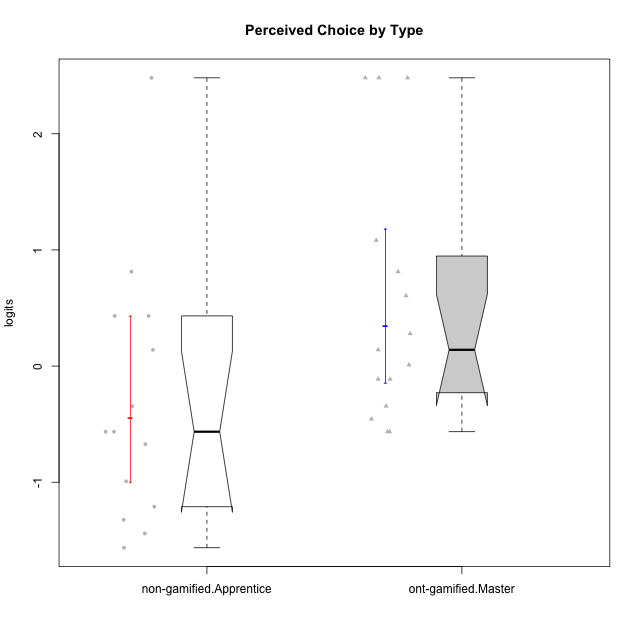 Perceived Choice by Type
logits
2
1
0
-1
non-gamified.Apprentice
ont-gamified.Master